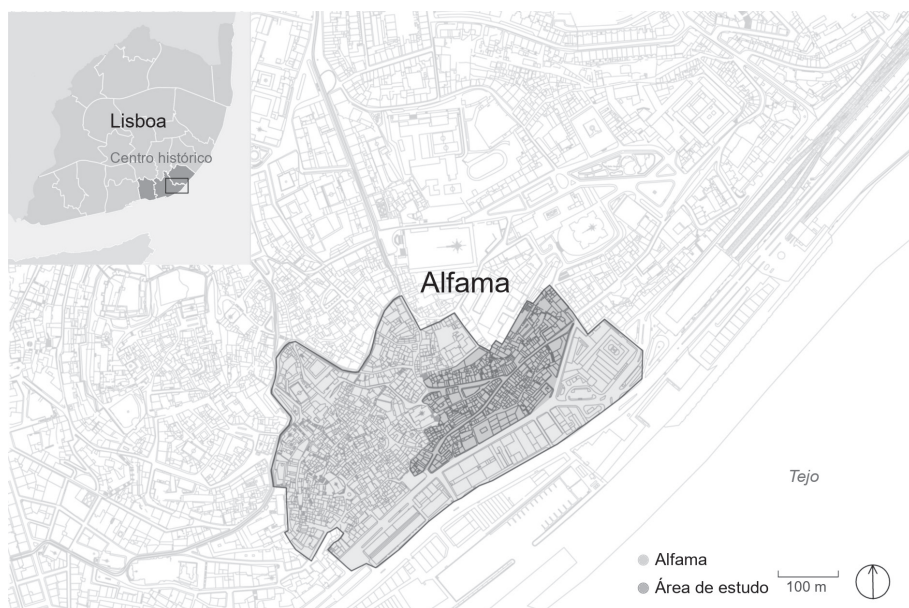 Lisboa
Centro histórico
Alfama
Tejo
Alfama
Área de estudo
100 m